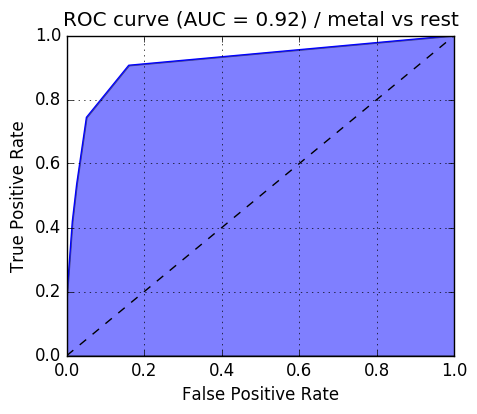 ROC curve (AUC = 0.92) / metal vs rest
1.0
0.8
0.6
0.4
0.2
0.0
True Positive Rate
0.0 0.2 0.4 0.6 0.8 1.0
False Positive Rate